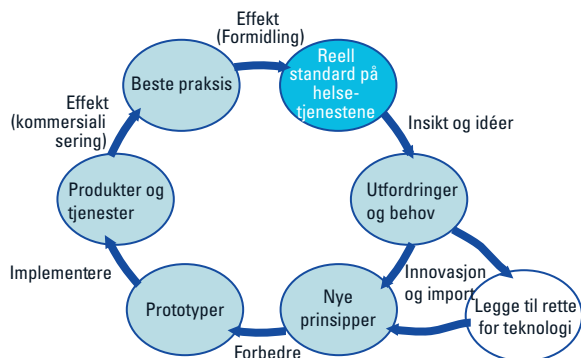 Effekt
(Formidling)
Reell
standard på
helse-
tjenestene
Beste praksis
Effekt
(kommersiali
sering)
Insikt og idéer
Produkter og
tjenester
Utfordringer
og behov
Implementere
Innovasjon
og import
Prototyper
Nye
prinsipper
Legge til rette
for teknologi
Forbedre